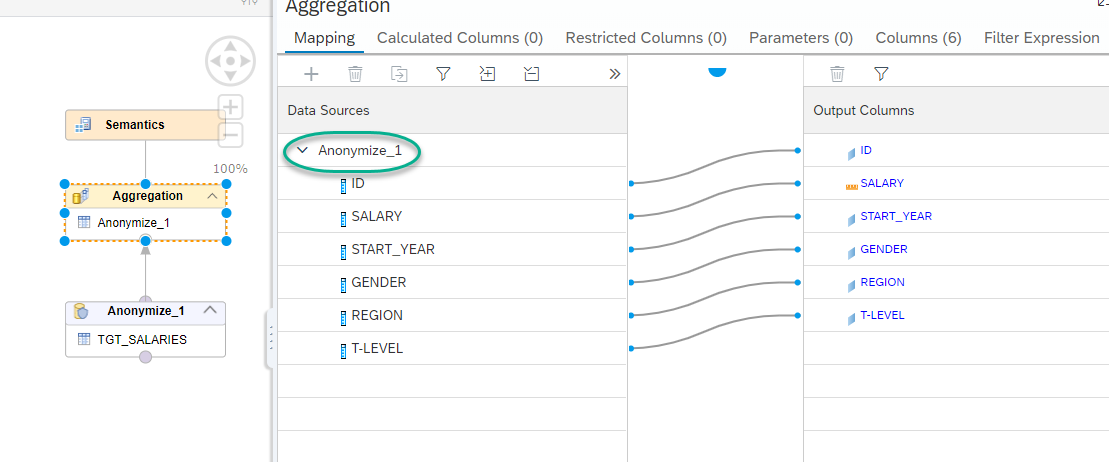 Aggregation
Mapping
Calculated Columns (0)
Restricted Columns (0)
Parameters (0)
Columns (6)
Filter Expression
Semantics
100%
Aggregation
Anonymize_1
Anonymize_1
TGT_SALARIES
Data Sources
Anonymize_1
ID
SALARY
START_YEAR
GENDER
REGION
T-LEVEL
Output Columns
ID
SALARY
START_YEAR
GENDER
REGION
T-LEVEL